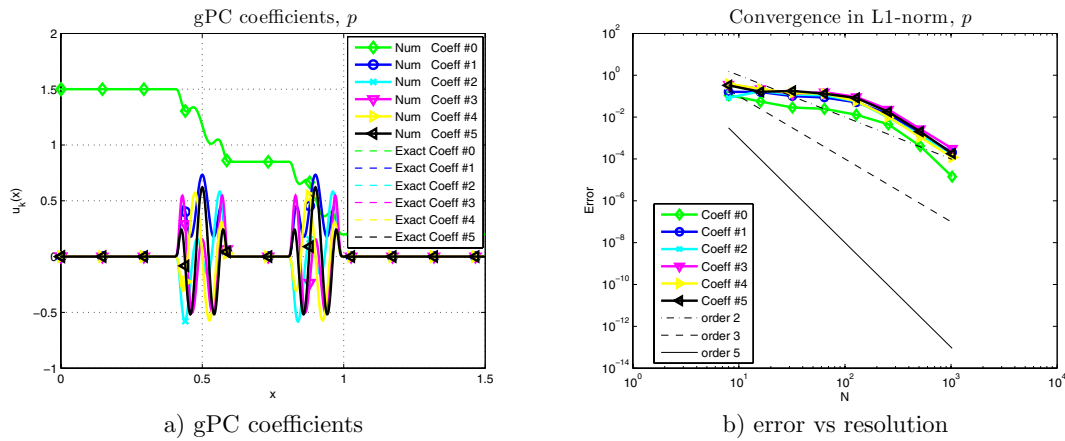 gPC coefficients, p
2
1.5
1
0.5
0
−0.5
−1
0
0.5
1
1.5
u_k(x)
x
Num Coeff #0
Num Coeff #1
Num Coeff #2
Num Coeff #3
Num Coeff #4
Num Coeff #5
Exact Coeff #0
Exact Coeff #1
Exact Coeff #2
Exact Coeff #3
Exact Coeff #4
Exact Coeff #5
a) gPC coefficients
Convergence in L1-norm, p
10^2
10^0
10^−2
10^−4
10^−6
10^−8
10^−10
10^−12
10^−14
10^0
10^1
10^2
10^3
10^4
Error
N
Coeff #0
Coeff #1
Coeff #2
Coeff #3
Coeff #4
Coeff #5
order 2
order 3
order 5
b) error vs resolution